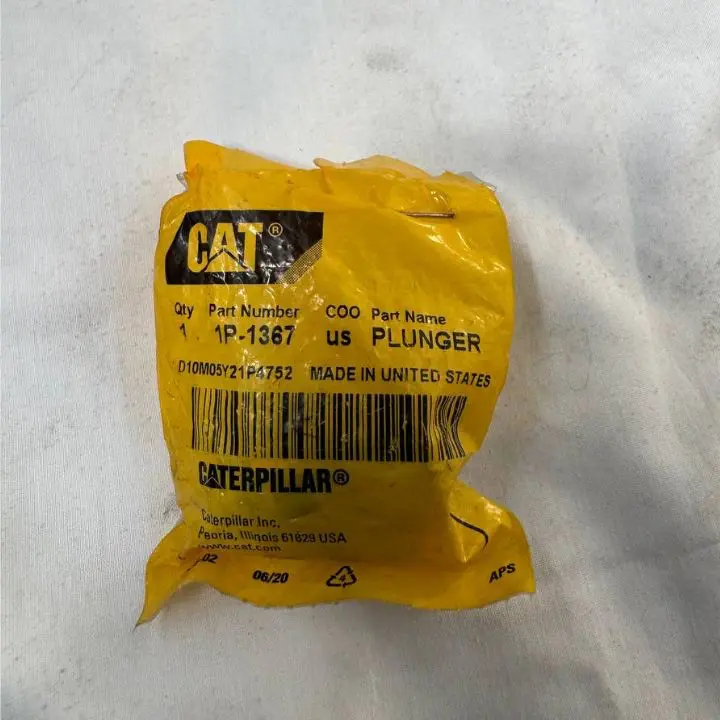 CAT®
Qty Part Number COO Part Name
1 1P-1367 US PLUNGER
D10M05Y21P4752 MADE IN UNITED STATES
CATERPILLAR®
Caterpillar Inc.
Peoria, Illinois 61629 USA
www.cat.com
02 06/20 4 APS